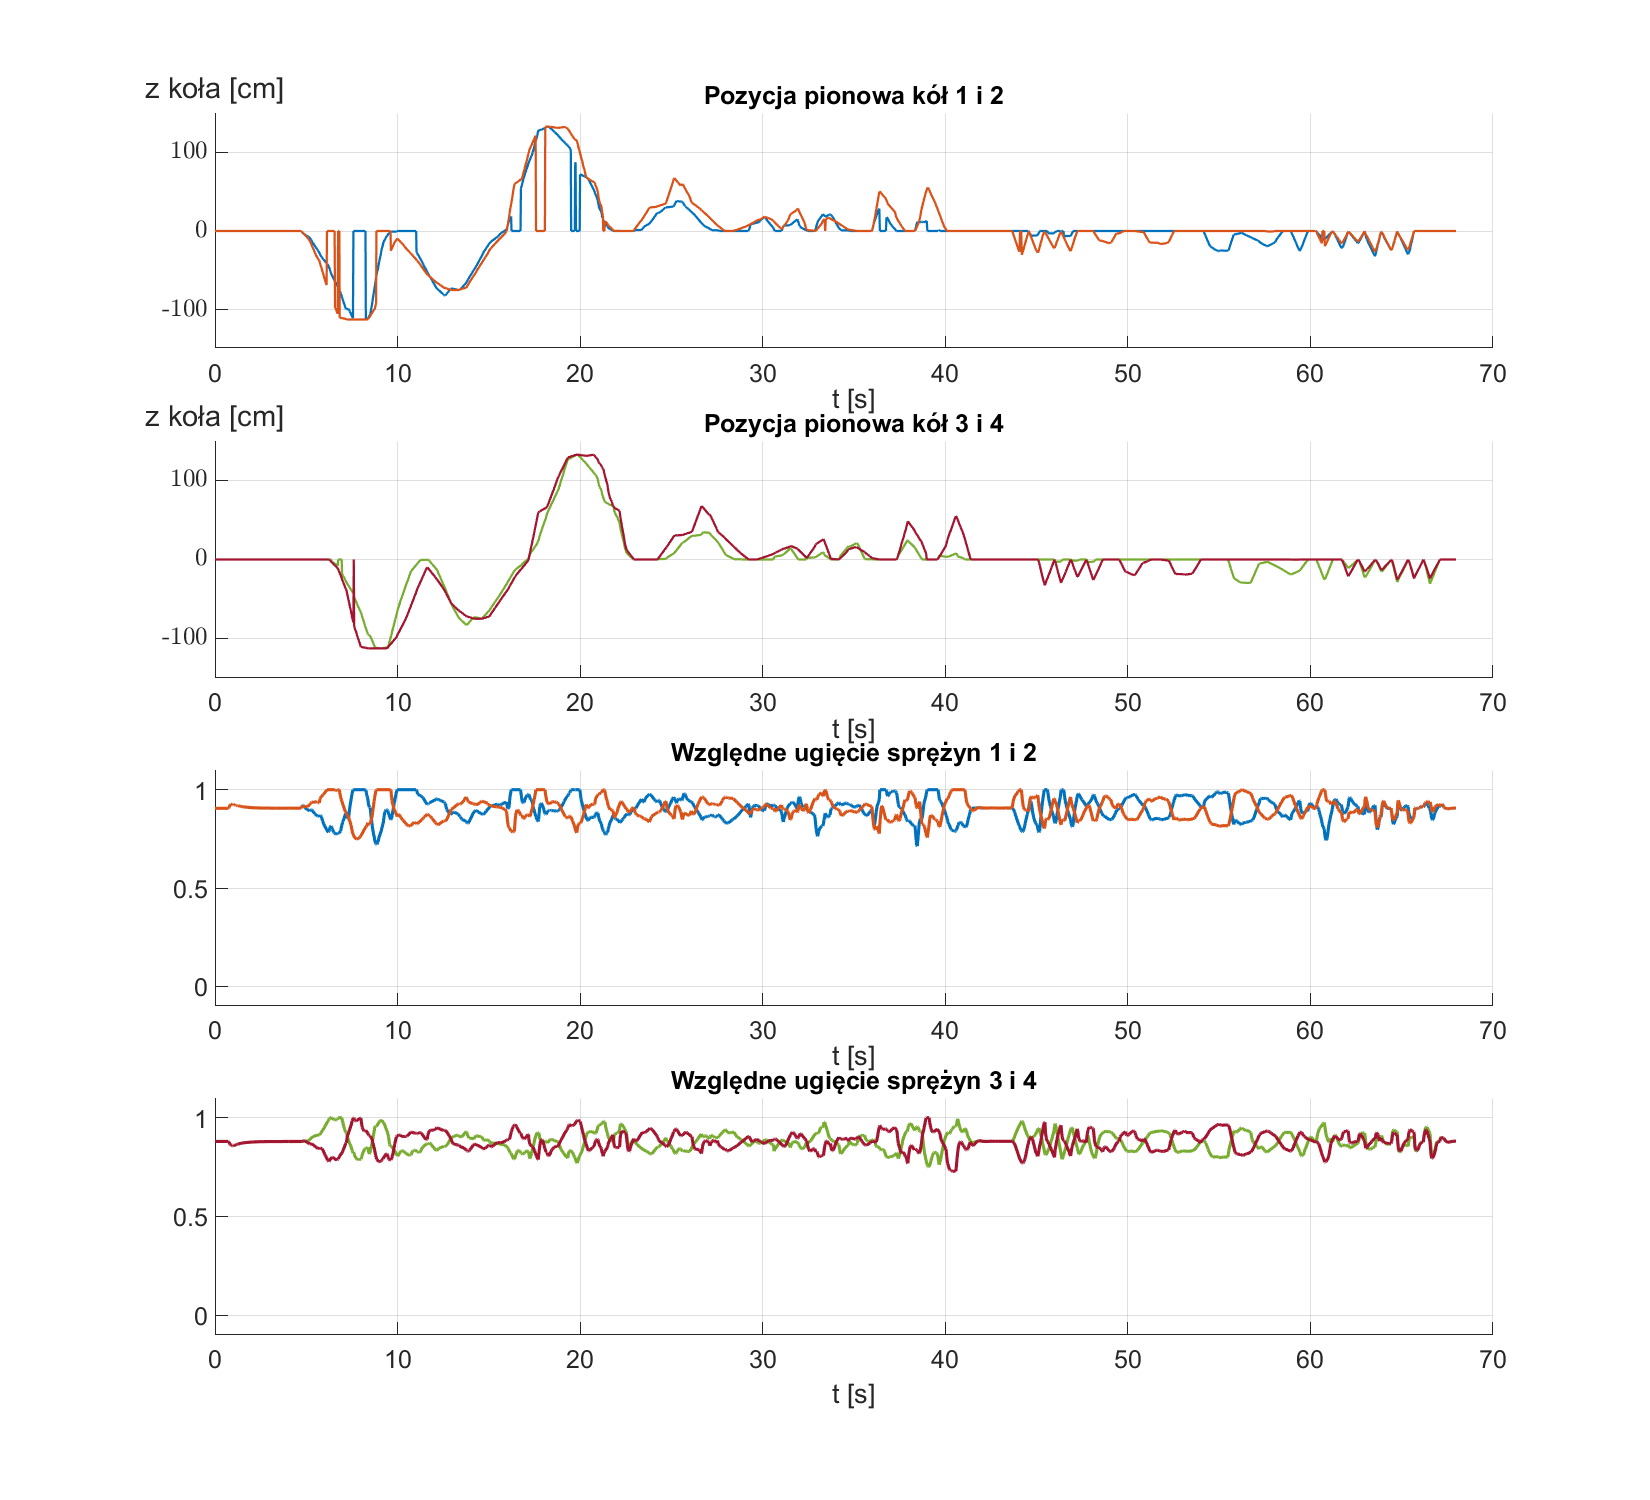 z koła [cm]
Pozycja pionowa kół 1 i 2
100
0
-100
0 10 20 30 40 50 60 70
t [s]
z koła [cm]
Pozycja pionowa kół 3 i 4
100
0
-100
0 10 20 30 40 50 60 70
t [s]
Względne ugięcie sprężyn 1 i 2
1
0.5
0
0 10 20 30 40 50 60 70
t [s]
Względne ugięcie sprężyn 3 i 4
1
0.5
0
0 10 20 30 40 50 60 70
t [s]